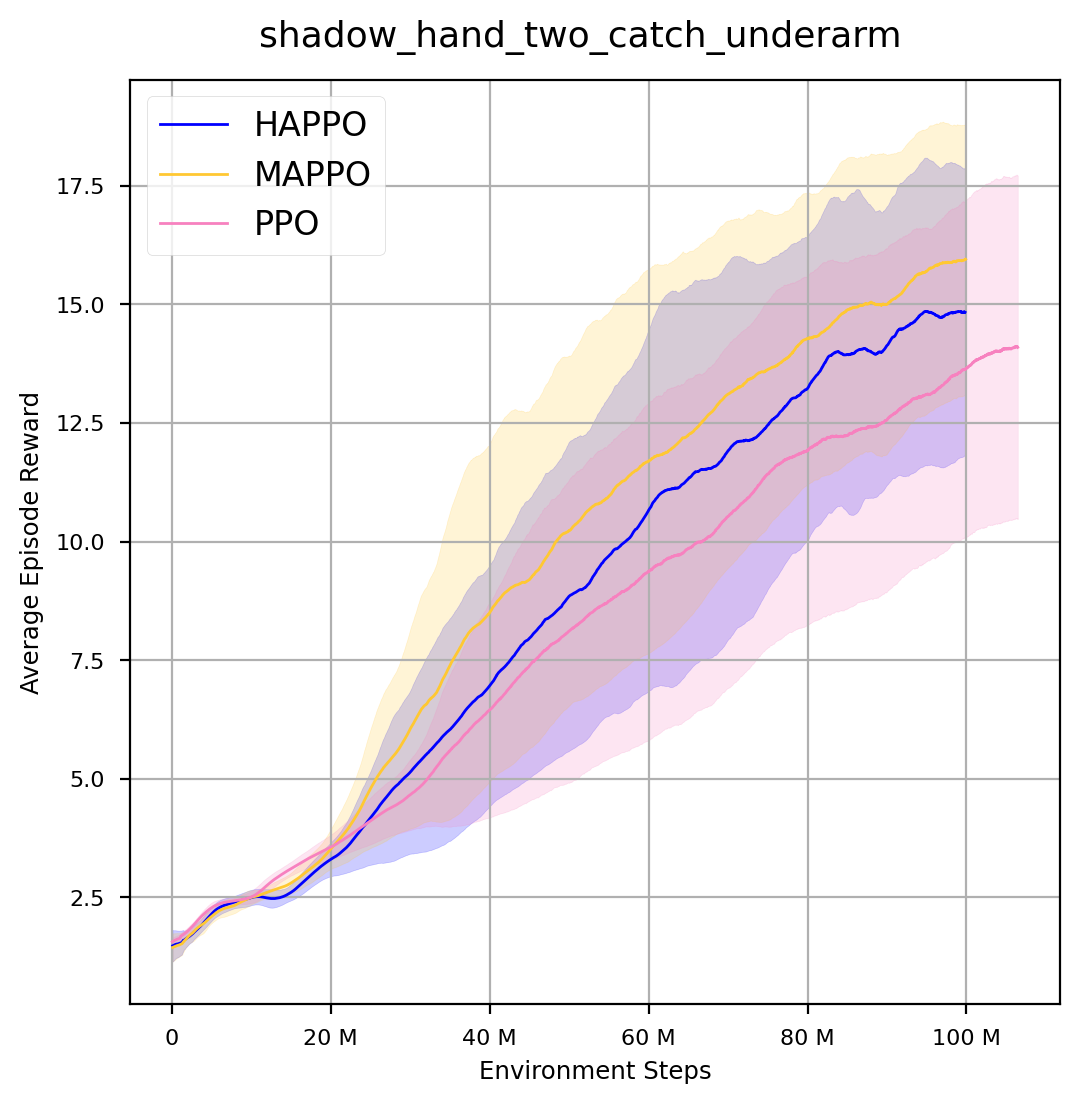 shadow_hand_two_catch_underarm
HAPPO
MAPPO
PPO
Average Episode Reward
17.5
15.0
12.5
10.0
7.5
5.0
2.5
0
20 M
40 M
60 M
80 M
100 M
Environment Steps